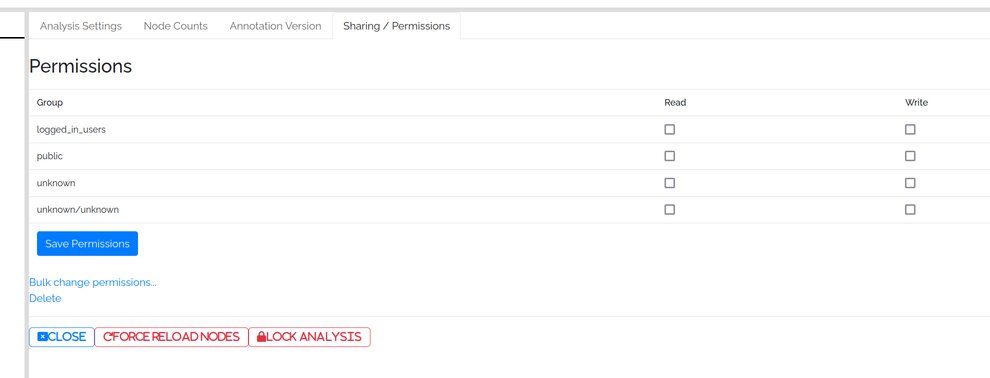 Analysis Settings Node Counts Annotation Version Sharing / Permissions
Permissions
Group Read Write
logged_in_users
public
unknown
unknown/unknown
Save Permissions
Bulk change permissions...
Delete
CLOSE FORCE RELOAD NODES LOCK ANALYSIS